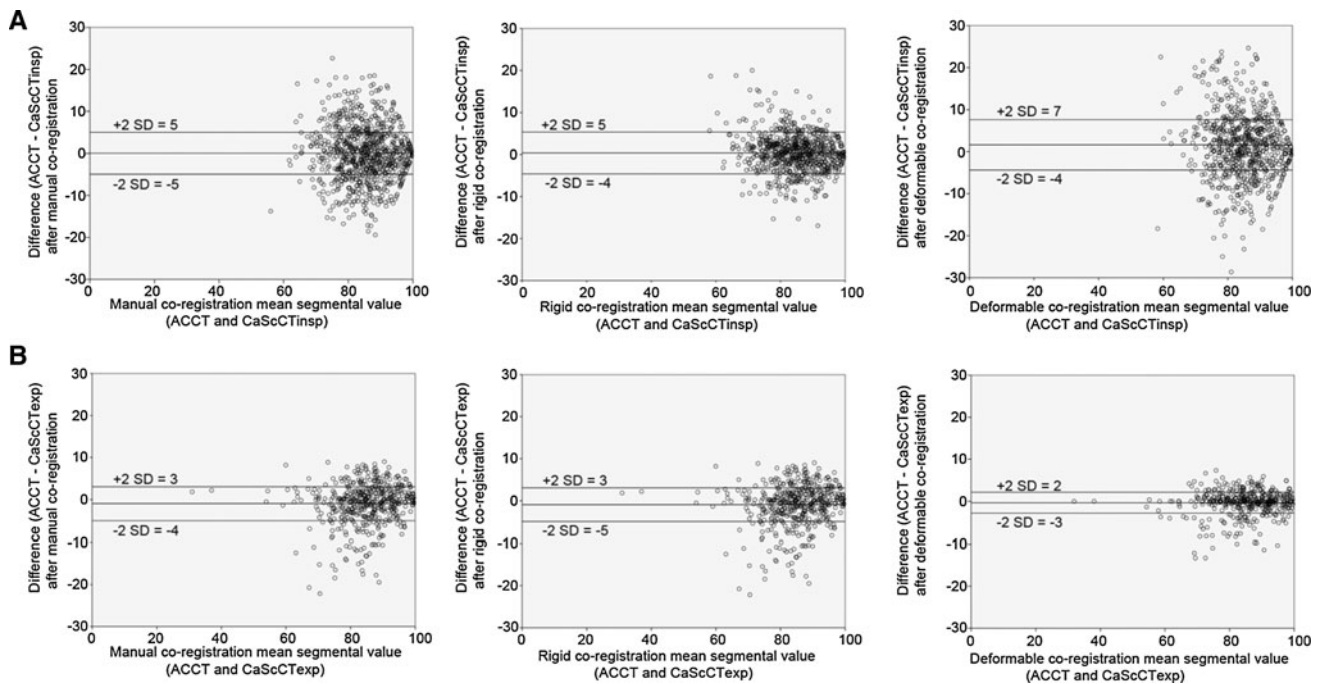 A
Difference (ACCT - CaScCTinsp)
after manual co-registration
30
20
10
0
-10
-20
-30
+2 SD = 5
-2 SD = -5
0 20 40 60 80 100
Manual co-registration mean segmental value
(ACCT and CaScCTinsp)
Difference (ACCT - CaScCTinsp)
after rigid co-registration
30
20
10
0
-10
-20
-30
+2 SD = 5
-2 SD = -4
0 20 40 60 80 100
Rigid co-registration mean segmental value
(ACCT and CaScCTinsp)
Difference (ACCT - CaScCTinsp)
after deformable co-registration
30
20
10
0
-10
-20
-30
+2 SD = 7
-2 SD = -4
0 20 40 60 80 100
Deformable co-registration mean segmental value
(ACCT and CaScCTinsp)
B
Difference (ACCT - CaScCTexp)
after manual co-registration
30
20
10
0
-10
-20
-30
+2 SD = 3
-2 SD = -4
0 20 40 60 80 100
Manual co-registration mean segmental value
(ACCT and CaScCTexp)
Difference (ACCT - CaScCTexp)
after rigid co-registration
30
20
10
0
-10
-20
-30
+2 SD = 3
-2 SD = -5
0 20 40 60 80 100
Rigid co-registration mean segmental value
(ACCT and CaScCTexp)
Difference (ACCT - CaScCTexp)
after deformable co-registration
30
20
10
0
-10
-20
-30
+2 SD = 2
-2 SD = -3
0 20 40 60 80 100
Deformable co-registration mean segmental value
(ACCT and CaScCTexp)